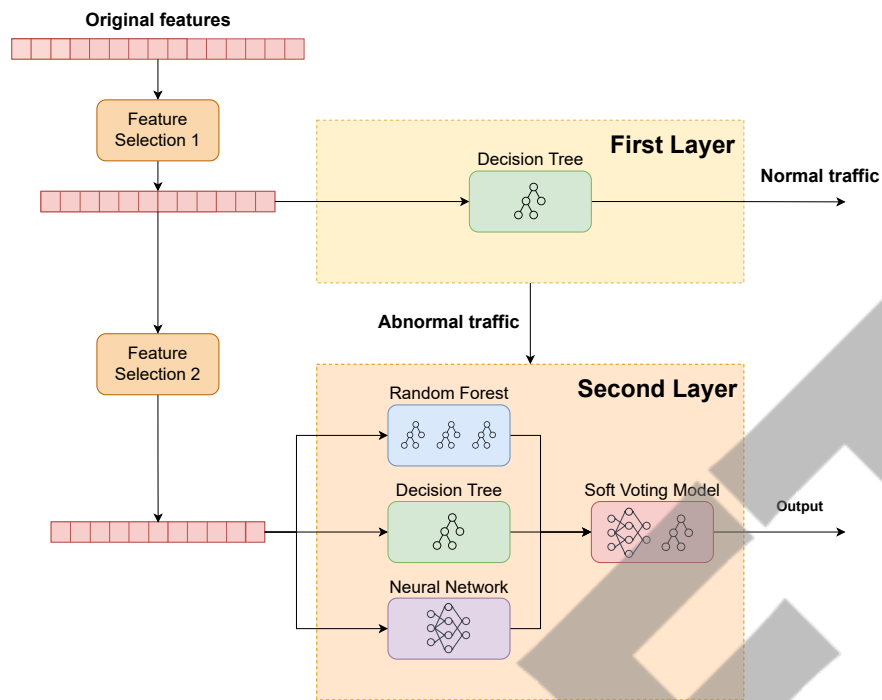 Original features
Feature
Selection 1
First Layer
Decision Tree
Normal traffic
Abnormal traffic
Feature
Selection 2
Second Layer
Random Forest
Decision Tree
Soft Voting Model
Output
Neural Network